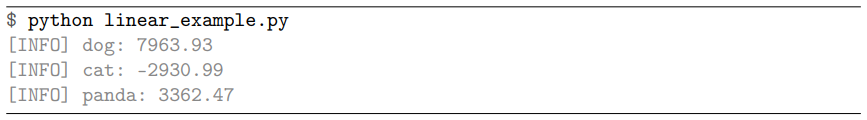 $ python linear_example.py
[INFO] dog: 7963.93
[INFO] cat: -2930.99
[INFO] panda: 3362.47